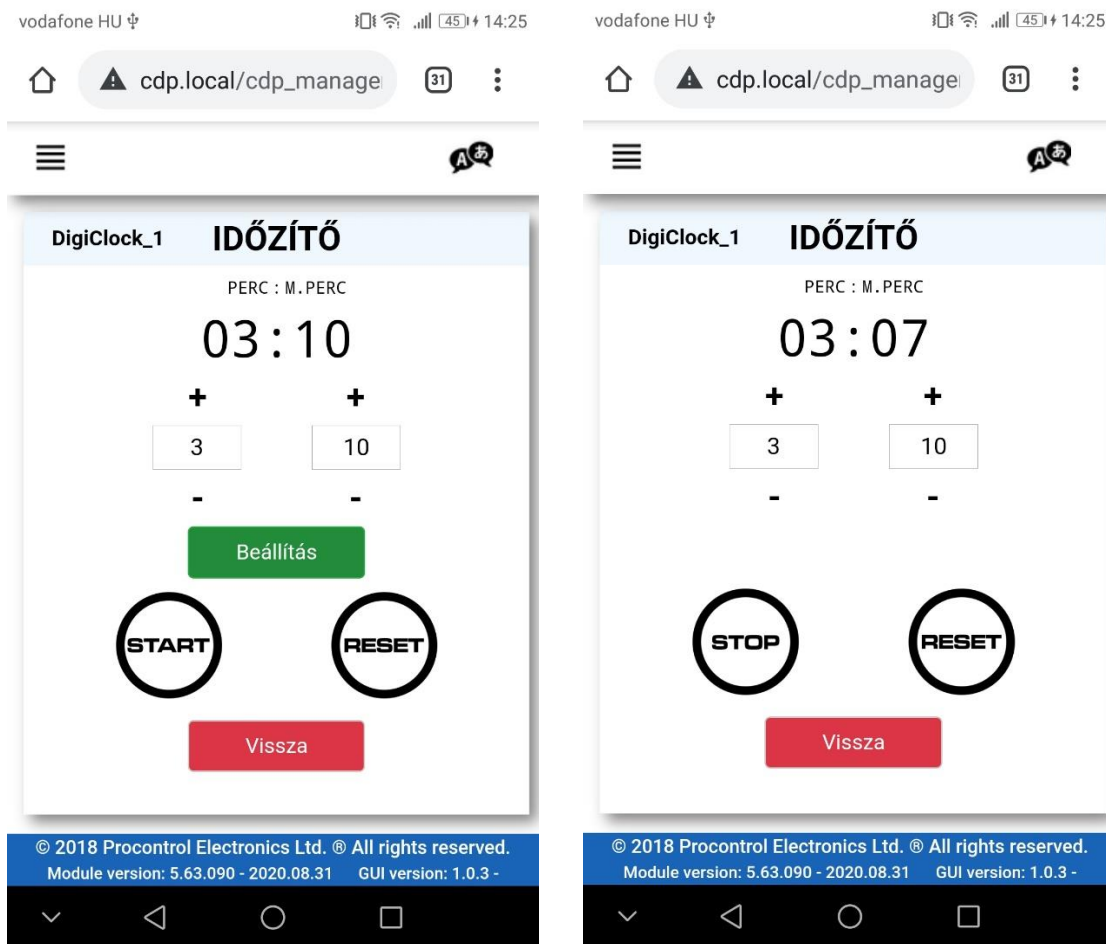 vodafone HU 45 14:25
cdp.local/cdp_manage 31
A あ
DigiClock_1 IDŐZÍTŐ
PERC : M.PERC
03:10
+ +
3 10
- -
Beállítás
START RESET
Vissza
© 2018 Procontrol Electronics Ltd. ® All rights reserved.
Module version: 5.63.090 - 2020.08.31 GUI version: 1.0.3 -
vodafone HU 45 14:25
cdp.local/cdp_manage 31
A あ
DigiClock_1 IDŐZÍTŐ
PERC : M.PERC
03:07
+ +
3 10
- -
STOP RESET
Vissza
© 2018 Procontrol Electronics Ltd. ® All rights reserved.
Module version: 5.63.090 - 2020.08.31 GUI version: 1.0.3 -